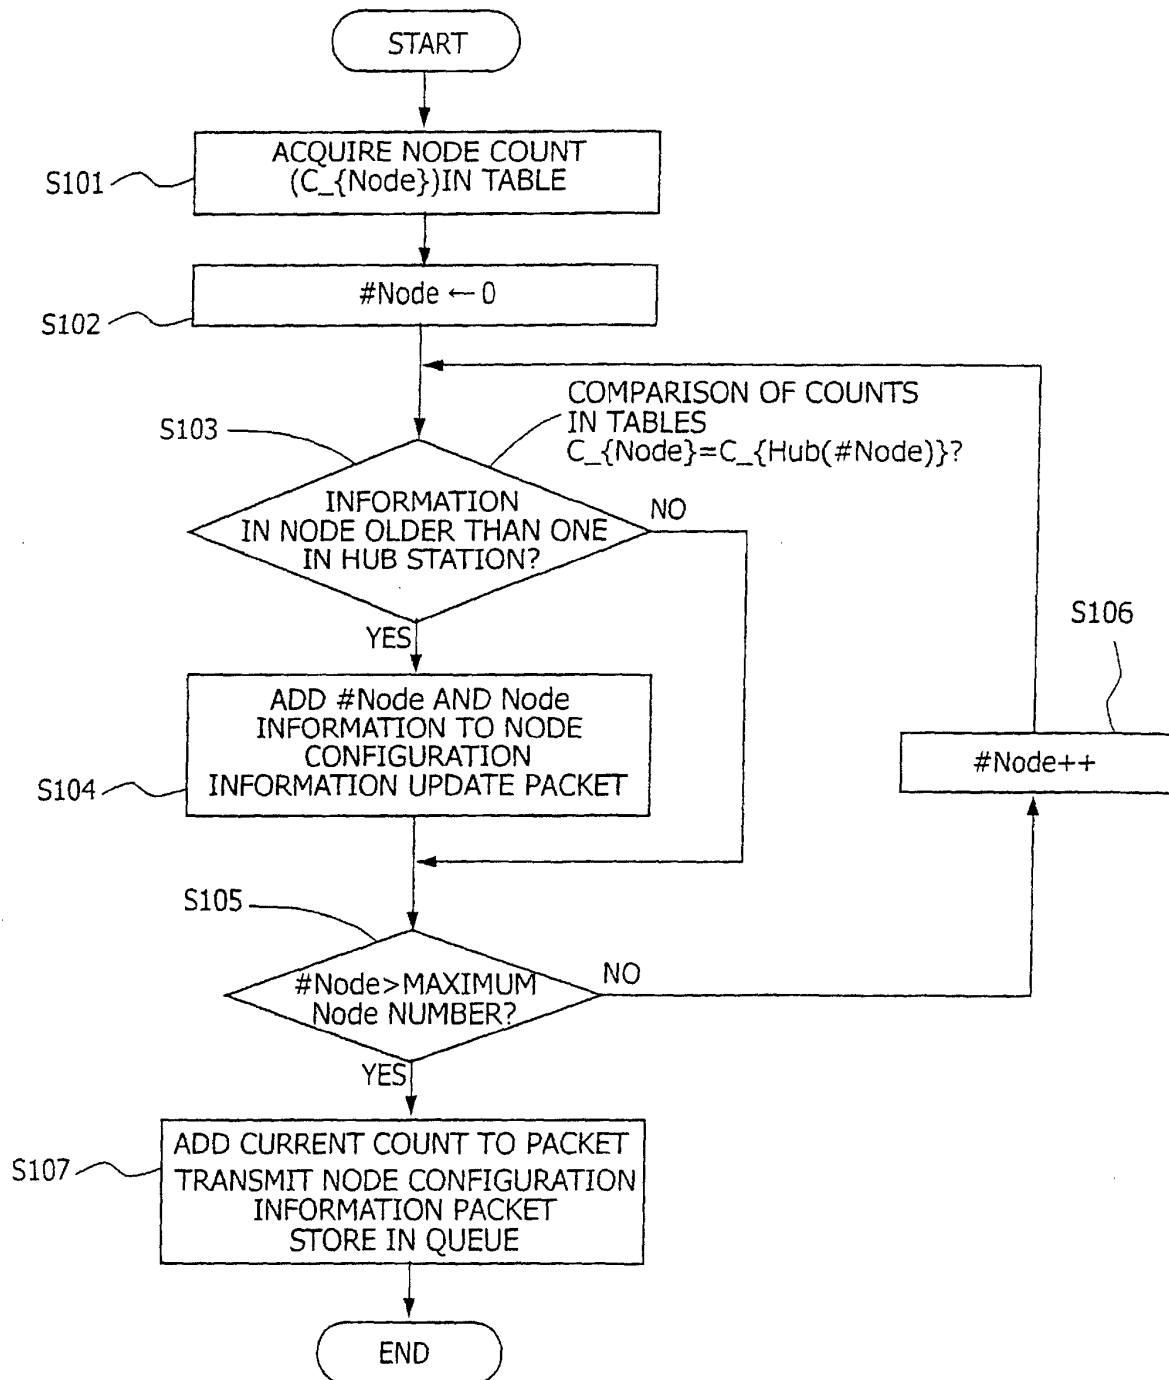 START
ACQUIRE NODE COUNT
(C_{Node})IN TABLE
S101
#Node ← 0
S102
COMPARISON OF COUNTS
IN TABLES
C_{Node}=C_{Hub(#Node)}?
S103
INFORMATION
IN NODE OLDER THAN ONE
IN HUB STATION?
NO
YES
S106
#Node++
ADD #Node AND Node
INFORMATION TO NODE
CONFIGURATION
INFORMATION UPDATE PACKET
S104
S105
#Node>MAXIMUM
Node NUMBER?
NO
YES
ADD CURRENT COUNT TO PACKET
TRANSMIT NODE CONFIGURATION
INFORMATION PACKET
STORE IN QUEUE
S107
END